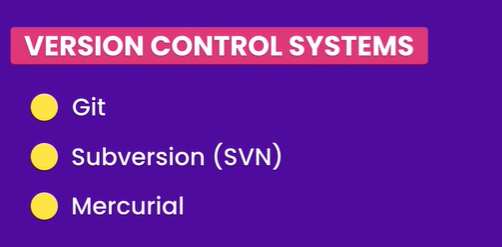 VERSION CONTROL SYSTEMS
Git
Subversion (SVN)
Mercurial